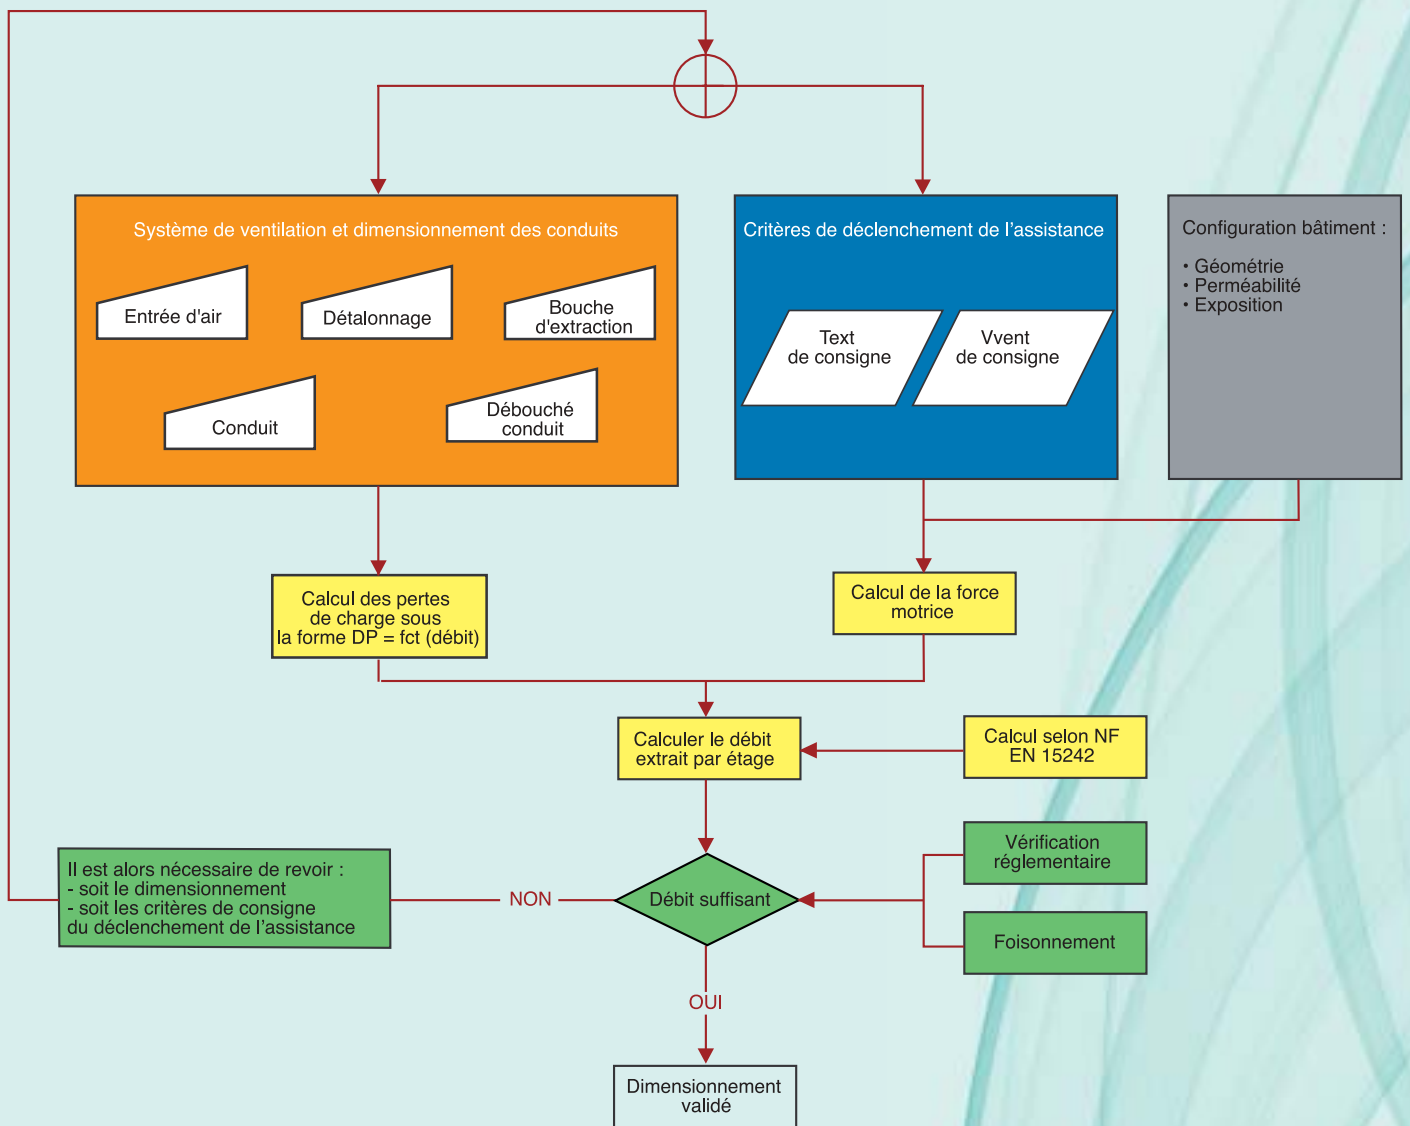 Système de ventilation et dimensionnement des conduits
Entrée d'air
Détalonnage
Bouche
d'extraction
Conduit
Débouché
conduit
Critères de déclenchement de l'assistance
Text
de consigne
Vvent
de consigne
Configuration bâtiment :
• Géométrie
• Perméabilité
• Exposition
Calcul des pertes
de charge sous
la forme DP = fct (débit)
Calcul de la force
motrice
Calculer le débit
extrait par étage
Calcul selon NF
EN 15242
Vérification
réglementaire
Foisonnement
Débit suffisant
NON
Il est alors nécessaire de revoir :
- soit le dimensionnement
- soit les critères de consigne
du déclenchement de l'assistance
OUI
Dimensionnement
validé